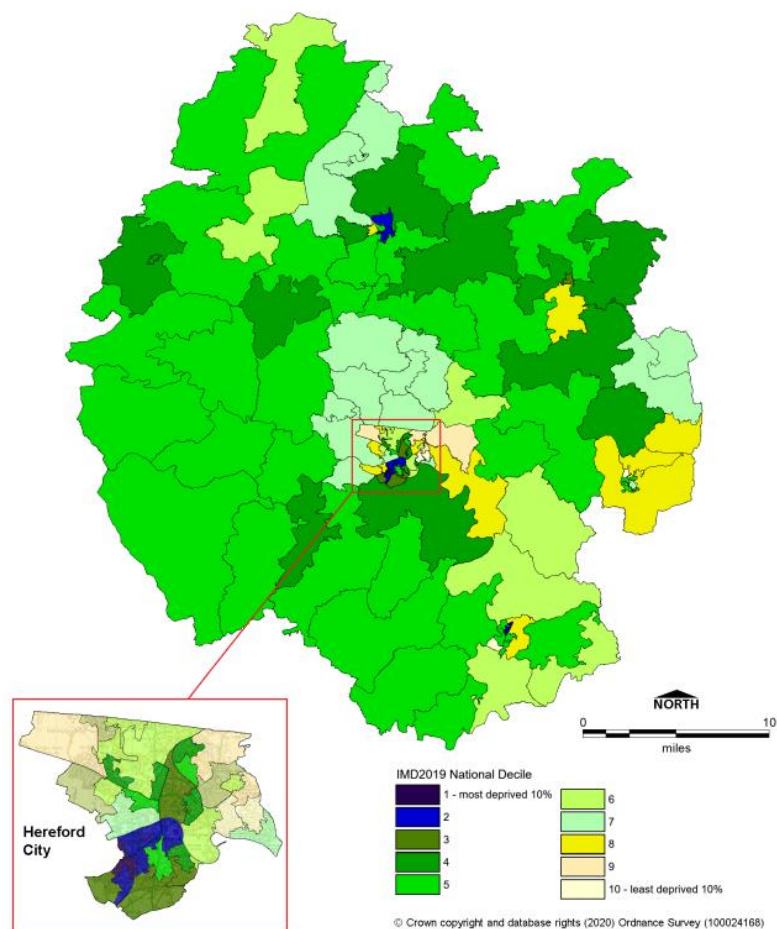 NORTH
0 10
miles
Hereford
City
IMD2019 National Decile
1 - most deprived 10%
2
3
4
5
6
7
8
9
10 - least deprived 10%
© Crown copyright and database rights (2020) Ordnance Survey (100024168)